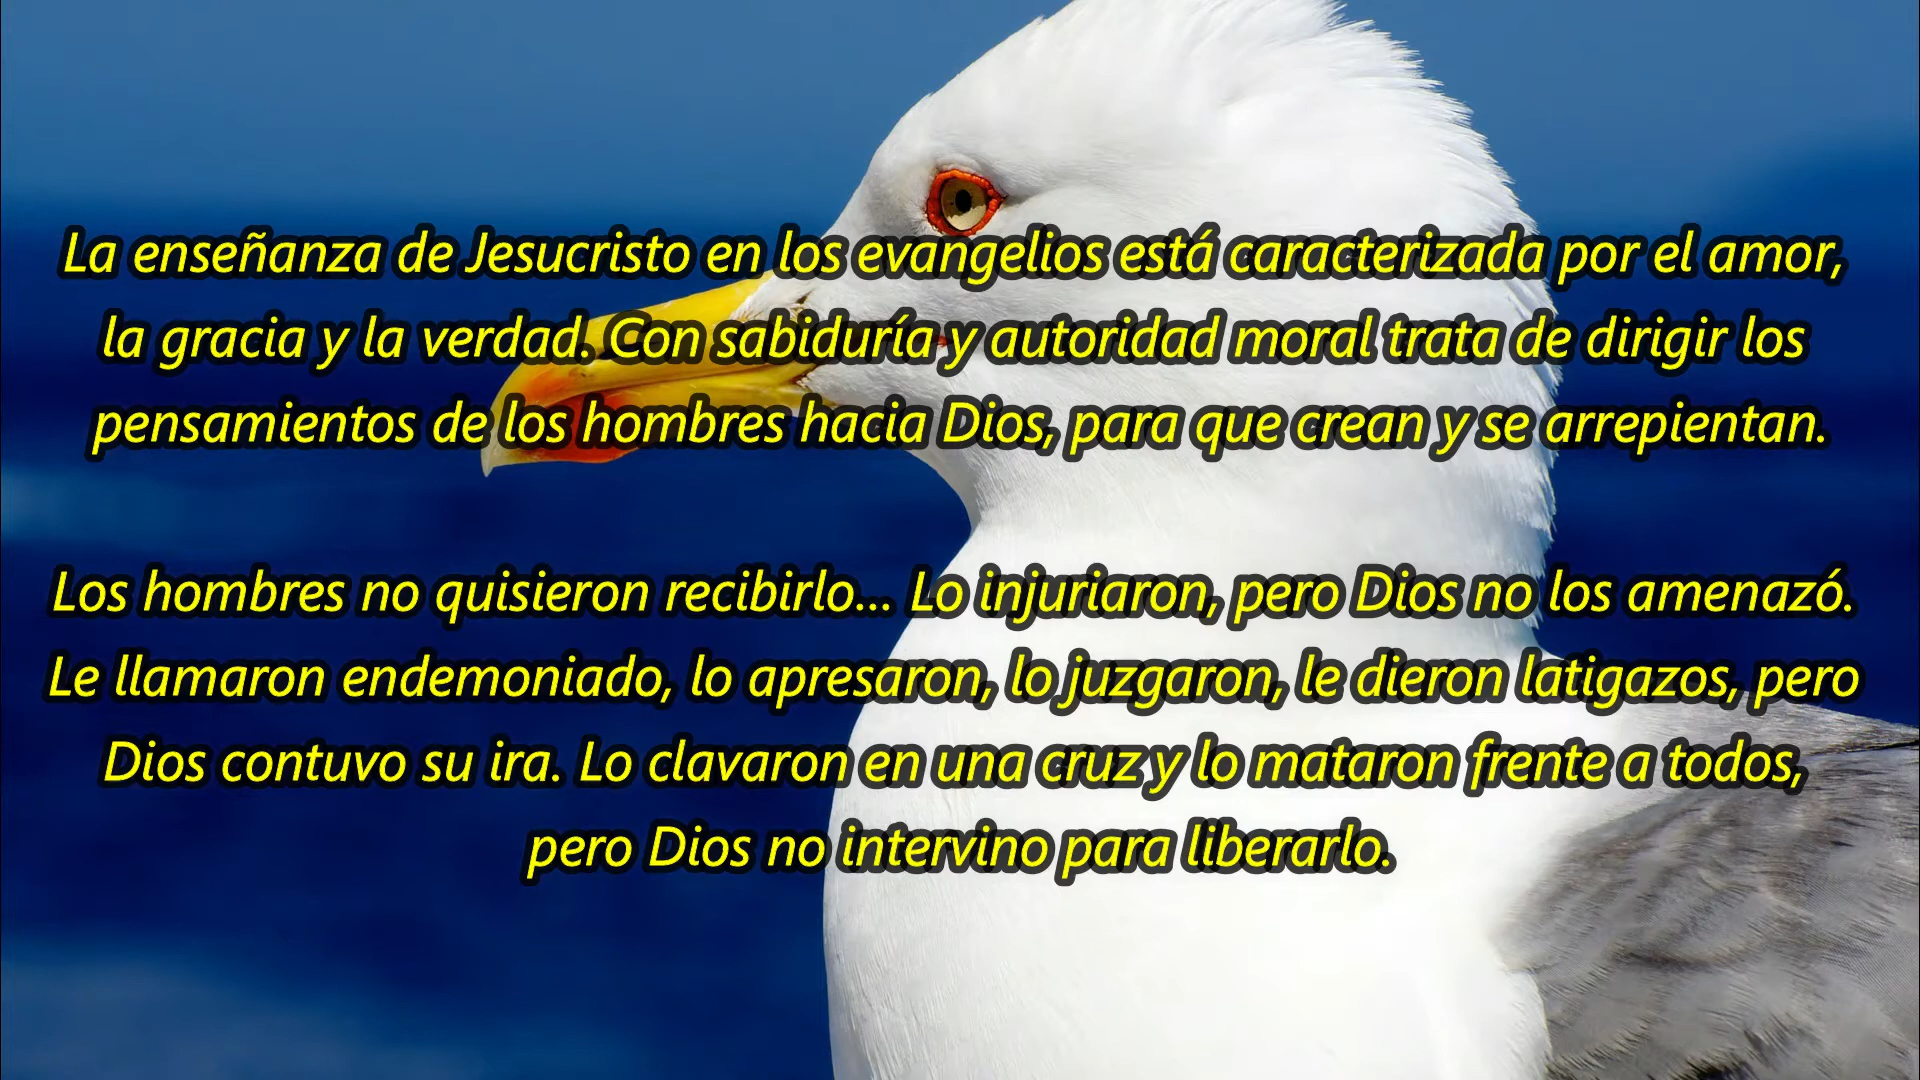 La enseñanza de Jesucristo en los evangelios está caracterizada por el amor,
la gracia y la verdad. Con sabiduría y autoridad moral trata de dirigir los
pensamientos de los hombres hacia Dios, para que crean y se arrepientan.
Los hombres no quisieron recibirlo... Lo injuriaron, pero Dios no los amenazó.
Le llamaron endemoniado, lo apresaron, lo juzgaron, le dieron latigazos, pero
Dios contuvo su ira. Lo clavaron en una cruz y lo mataron frente a todos,
pero Dios no intervino para liberarlo.